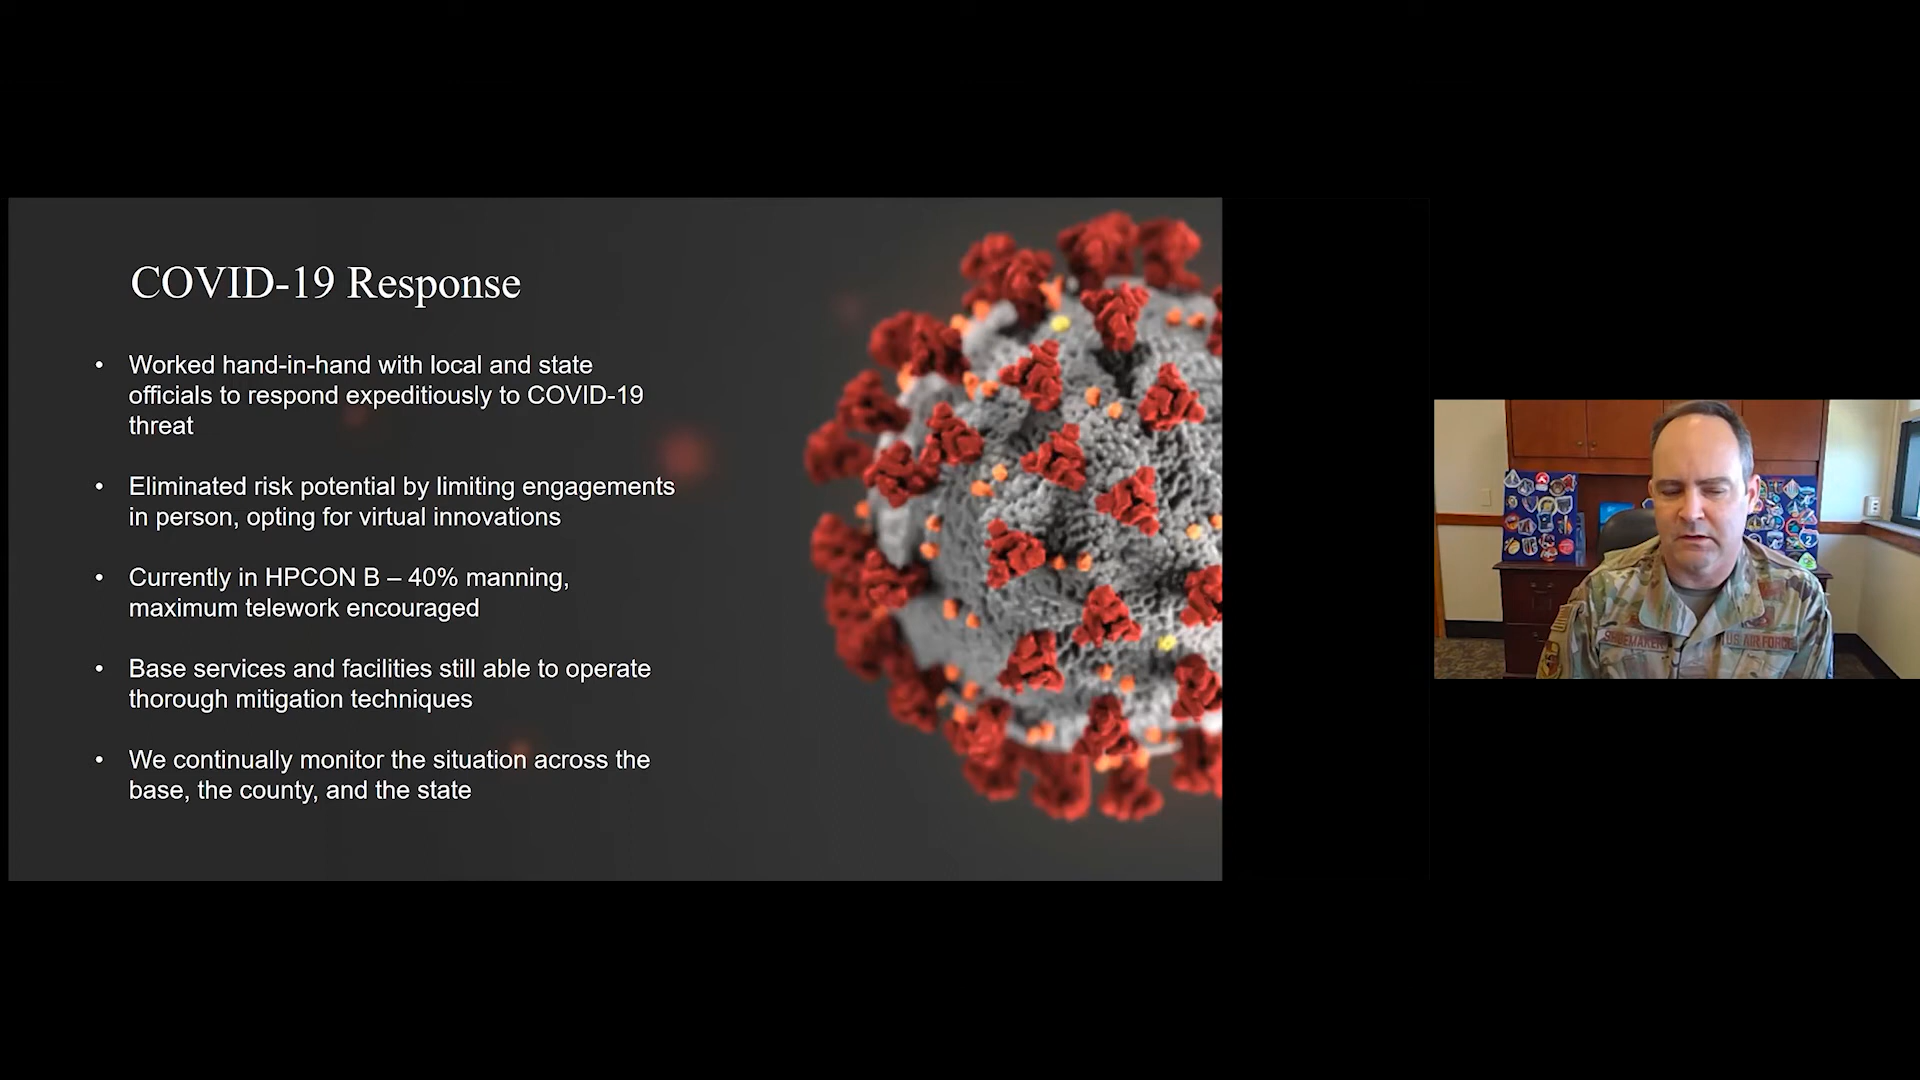 COVID-19 Response
• Worked hand-in-hand with local and state
officials to respond expeditiously to COVID-19
threat
• Eliminated risk potential by limiting engagements
in person, opting for virtual innovations
• Currently in HPCON B – 40% manning,
maximum telework encouraged
• Base services and facilities still able to operate
thorough mitigation techniques
• We continually monitor the situation across the
base, the county, and the state
SHOEMAKER
US AIR FORCE